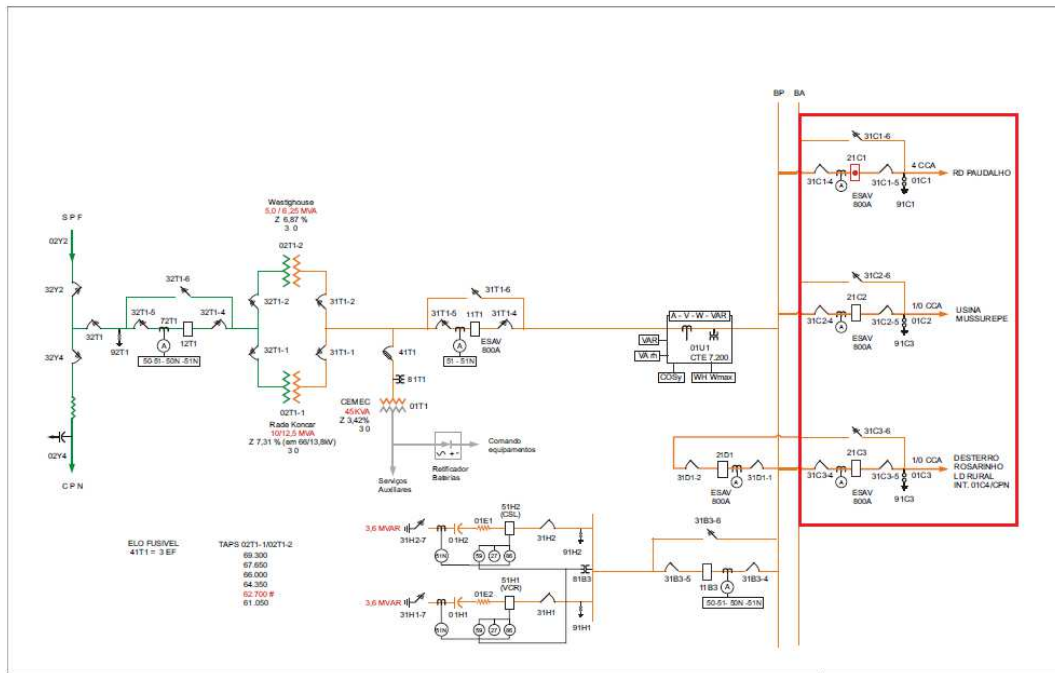 BP BA
31C1-6
21C1
4 CCA
RD PAUDALHO
31C1-4
A
31C1-5
01C1
ESAV
800A
91C1
Westighouse
5,0 / 6,25 MVA
Z 6,87 %
3 0
02T1-2
S P F
02Y2
32Y2
32T1-6
32T1-5
72T1
32T1-4
32T1-2
31T1-2
32T1
92T1
A
12T1
50-51- 50N -51N
32T1-1
31T1-1
32Y4
02Y4
C P N
02T1-1
Rade Koncar
10/12,5 MVA
Z 7,31 % (em 66/13,8kV)
3 0
31T1-6
31T1-5
11T1
31T1-4
A
ESAV
800A
51 - 51N
41T1
81T1
CEMEC
45KVA
Z 3,42%
3 0
01T1
Retificador
Baterias
Comando
equipamentos
Serviços
Auxiliares
A - V - W - VAR
VAR
VA rh
01U1
CTE 7.200
COSy
WH Wmax
31C2-6
21C2
1/0 CCA
USINA
MUSSUREPE
31C2-4
A
31C2-5
01C2
ESAV
800A
91C3
31C3-6
21C3
1/0 CCA
DESTERRO
ROSARINHO
LD RURAL
INT. 01C4/CPN
31C3-4
A
31C3-5
01C3
ESAV
800A
91C3
21D1
31D1-2
A
31D1-1
ESAV
800A
ELO FUSIVEL
41T1 = 3 EF
TAPS 02T1-1/02T1-2
69.300
67.650
66.000
64.350
62.700 #
61.050
51H2
(CSL)
3,6 MVAR
01E1
31H2-7
01H2
31H2
91H2
51N
59
27
86
81B3
51H1
(VCR)
3,6 MVAR
01E2
31H1-7
01H1
31H1
91H1
51N
59
27
86
31B3-6
31B3-5
11B3
A
31B3-4
50-51- 50N -51N